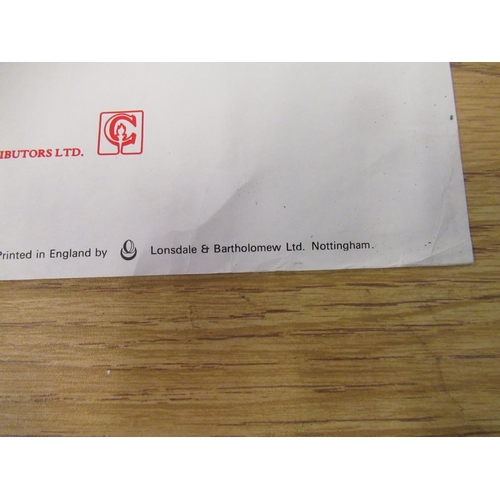 IBUTORS LTD.
Printed in England by Lonsdale & Bartholomew Ltd. Nottingham.